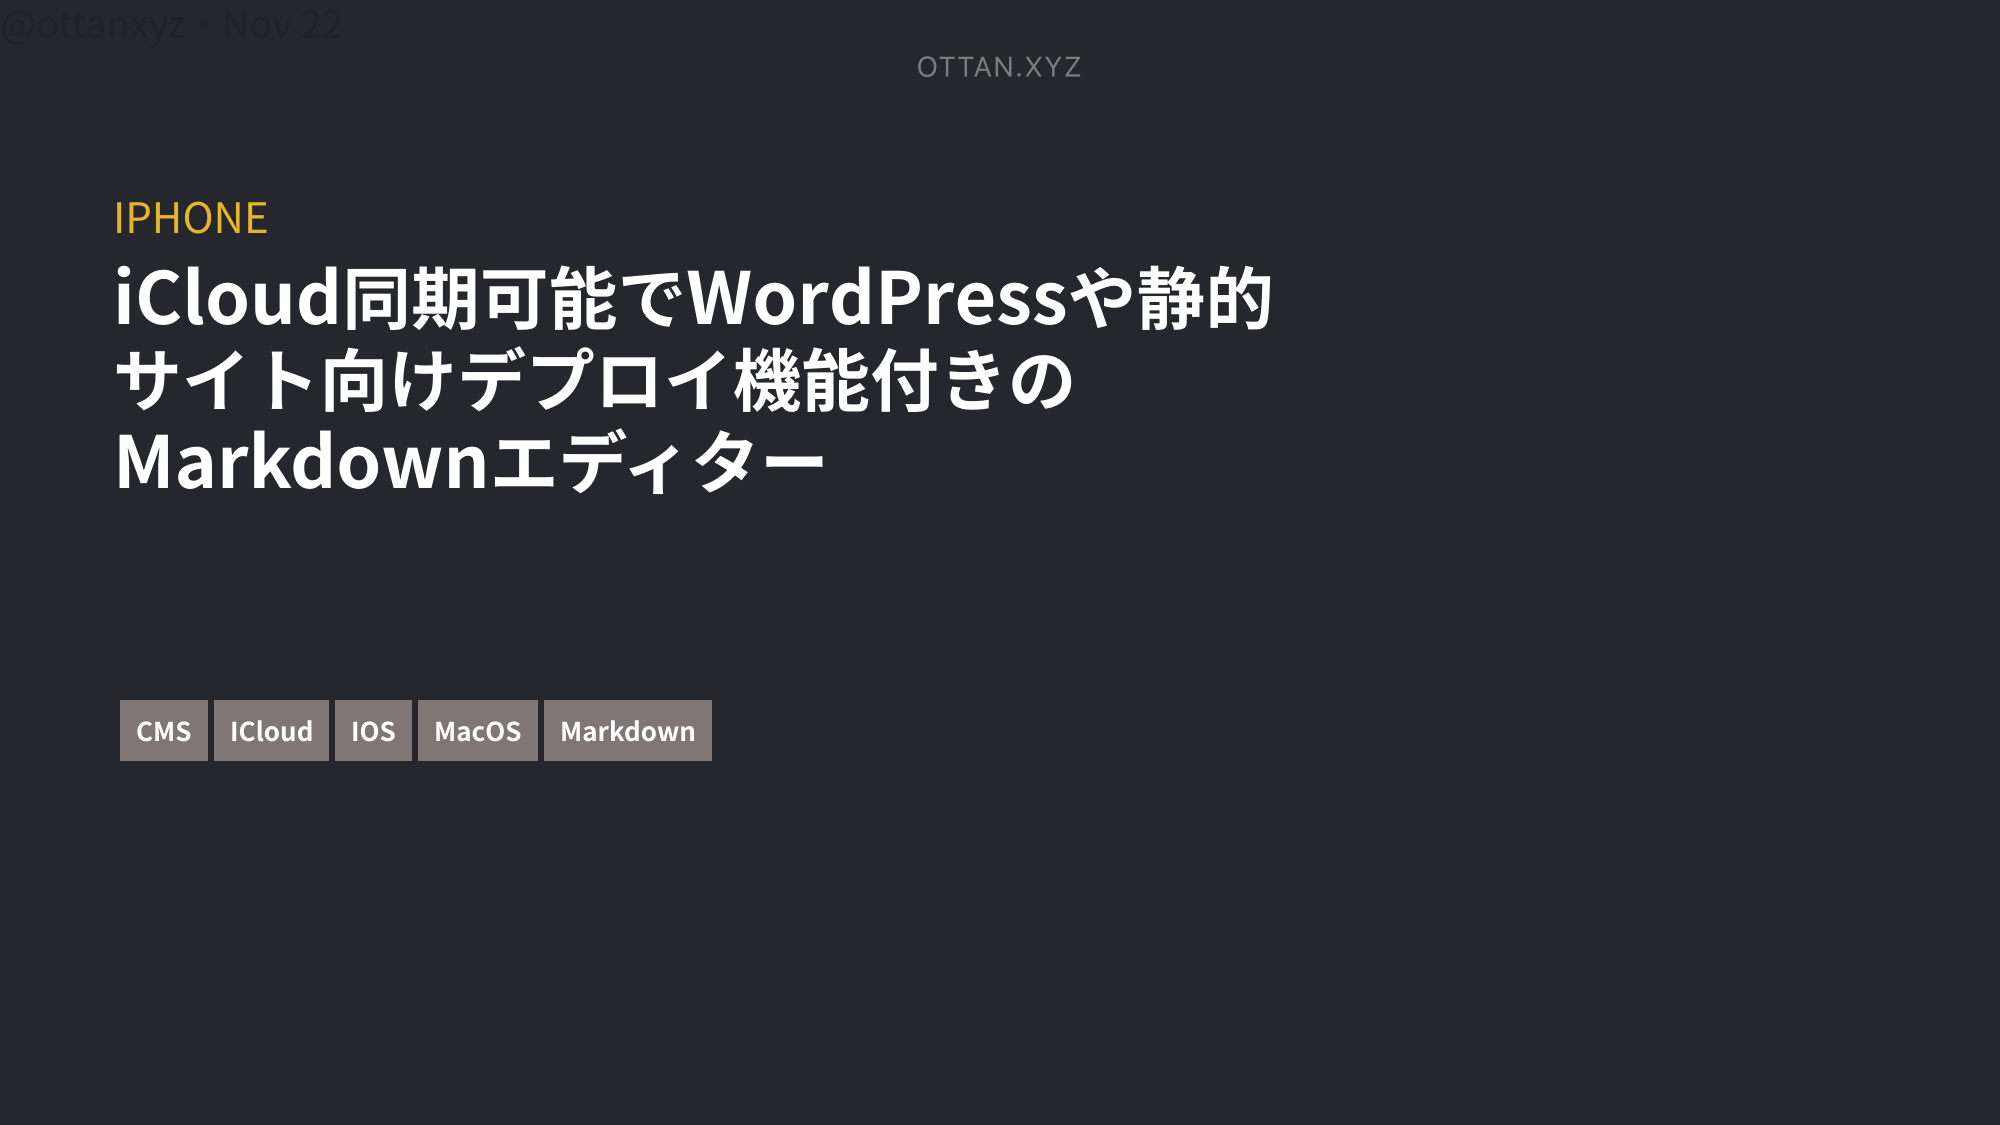 @ottanxyz・Nov 22
OTTAN.XYZ
IPHONE
iCloud同期可能でWordPressや静的
サイト向けデプロイ機能付きの
Markdownエディター
CMS ICloud IOS MacOS Markdown